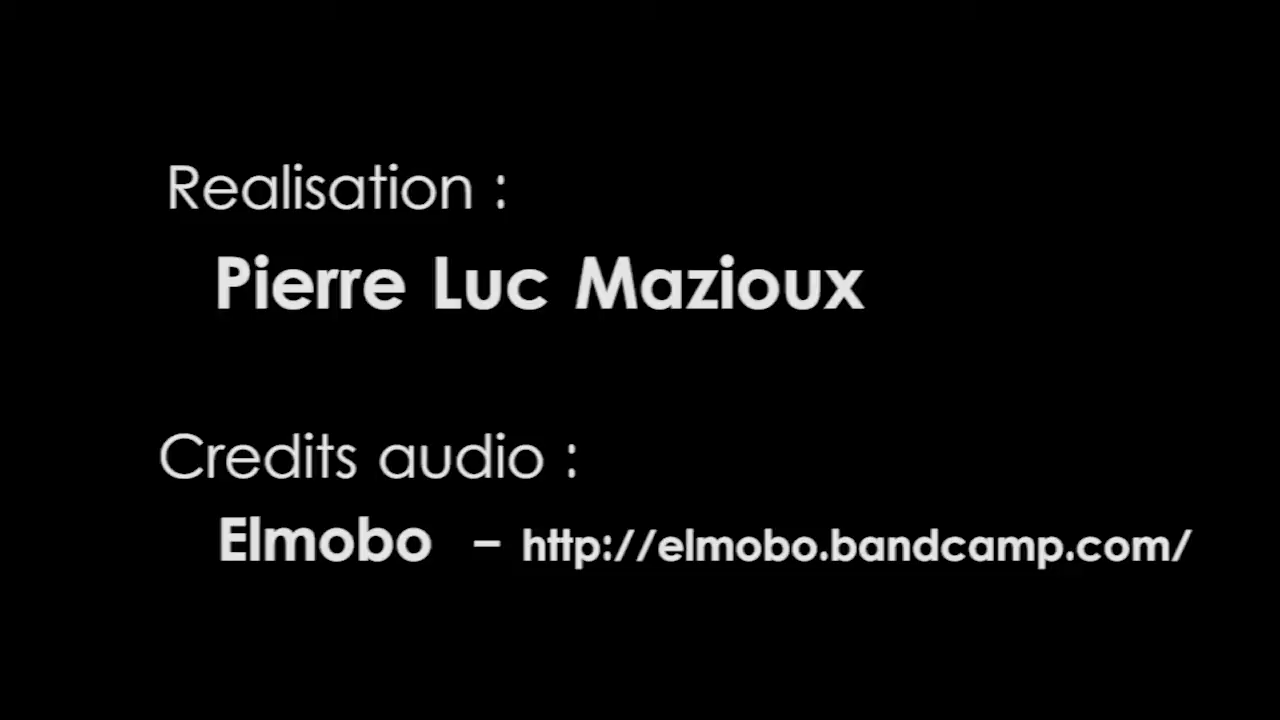 Realisation :
Pierre Luc Mazioux
Credits audio :
Elmobo - http://elmobo.bandcamp.com/